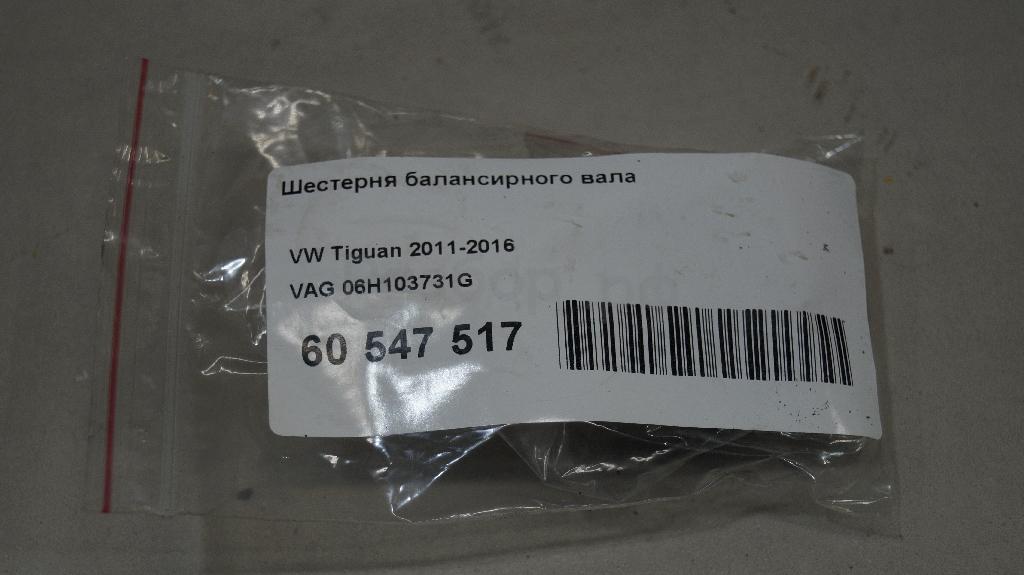 Шестерня балансирного вала
VW Tiguan 2011-2016
VAG 06H103731G
60 547 517